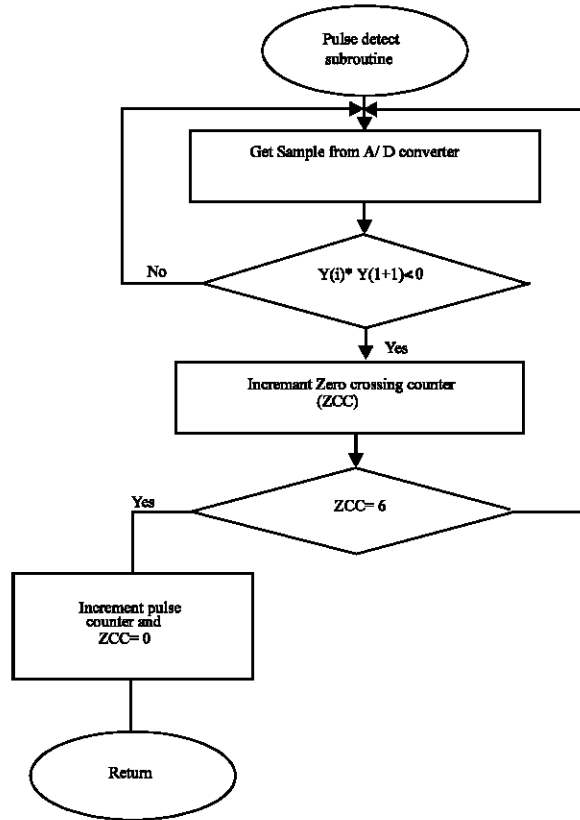 Pulse detect
subroutine
Get Sample from A/ D converter
Y(i)* Y(1+1)<0
No
Yes
Incremant Zero crossing counter
(ZCC)
ZCC= 6
Yes
Increment pulse
counter and
ZCC= 0
Return